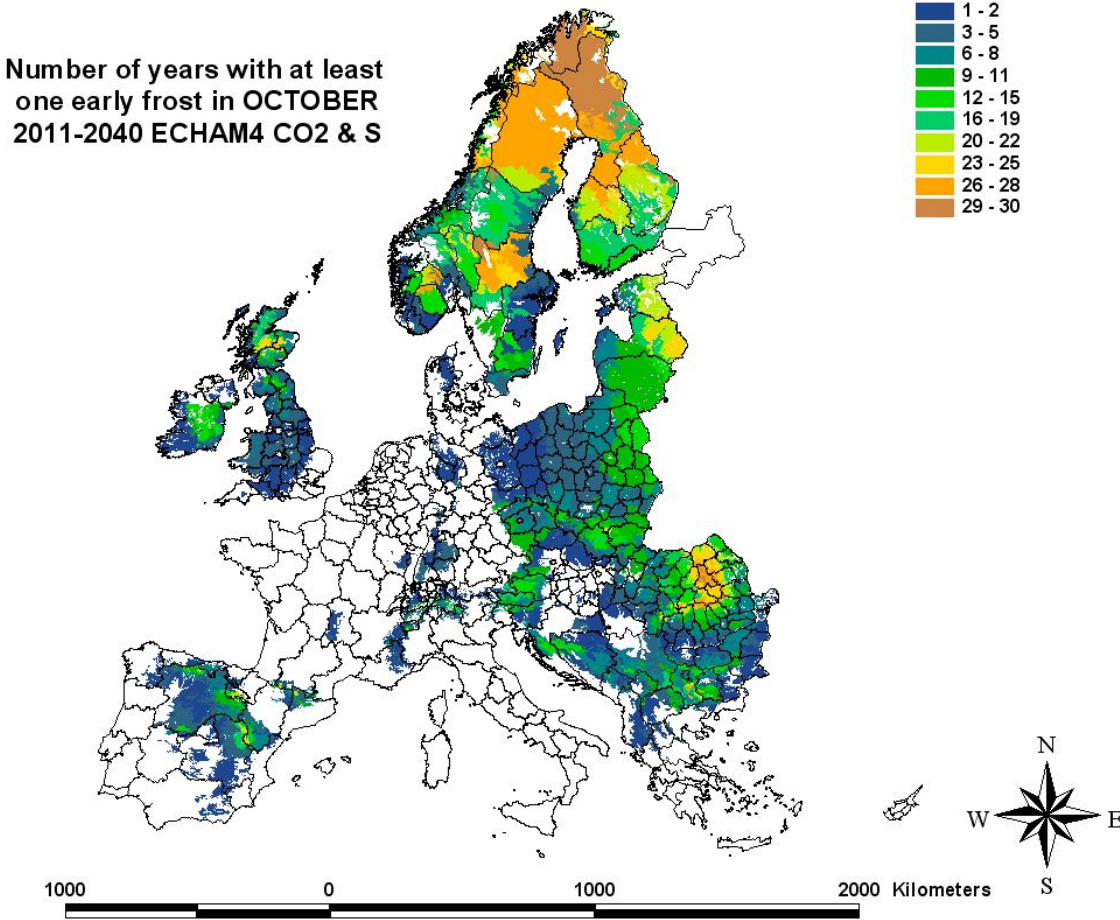 Number of years with at least
one early frost in OCTOBER
2011-2040 ECHAM4 CO2 & S
1 - 2
3 - 5
6 - 8
9 - 11
12 - 15
16 - 19
20 - 22
23 - 25
26 - 28
29 - 30
N
W E
S
1000 0 1000 2000 Kilometers